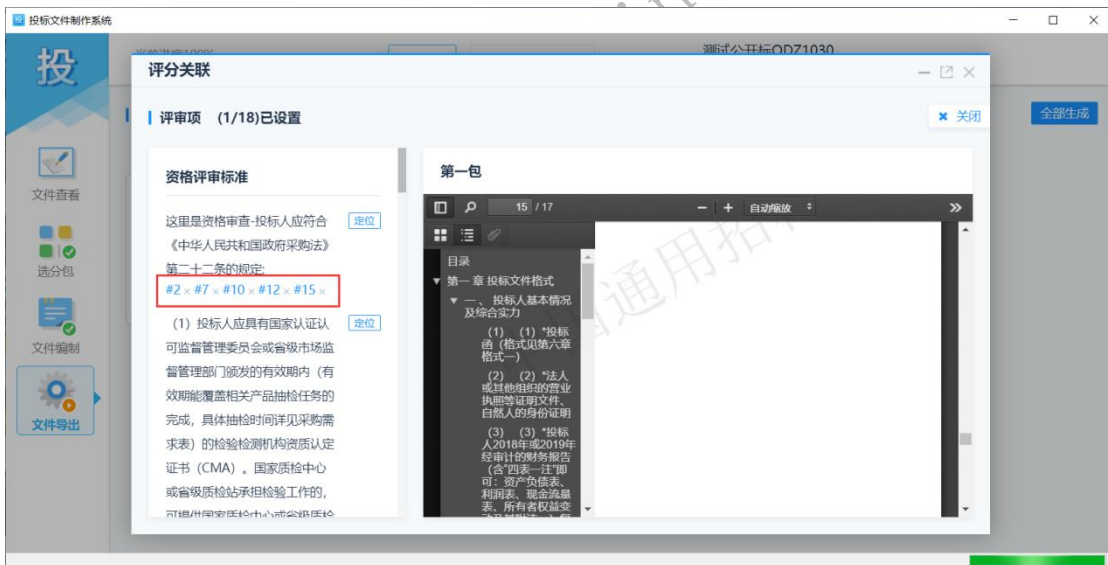 投标文件制作系统
测试公开标QDZ1030
投
评分关联
评审项 (1/18)已设置
关闭
全部生成
文件查看
选分包
文件编制
文件导出
资格评审标准
这里是资格审查-投标人应符合
定位
《中华人民共和国政府采购法》
第二十二条的规定:
#2 × #7 × #10 × #12 × #15 ×
(1) 投标人应具有国家认证认
定位
可监督管理委员会或省级市场监
督管理部门颁发的有效期内（有
效期能覆盖相关产品抽检任务的
完成，具体抽检时间详见采购需
求表）的检验检测机构资质认定
证书（CMA）。国家质检中心
或省级质检站承担检验工作的，
可提供国家质检中心或省级质检
第一包
15 / 17
自动缩放
目录
第一 章 投标文件格式
一 、 投标人基本情况
及综合实力
(1) (1) *投标
函（格式见第六章
格式一）
(2) (2) *法人
或其他组织的营业
执照等证明文件、
自然人的身份证明
(3) (3) *投标
人2018年或2019年
经审计的财务报告
（含“四表一注”即
可：资产负债表、
利润表、现金流量
表、所有者权益变